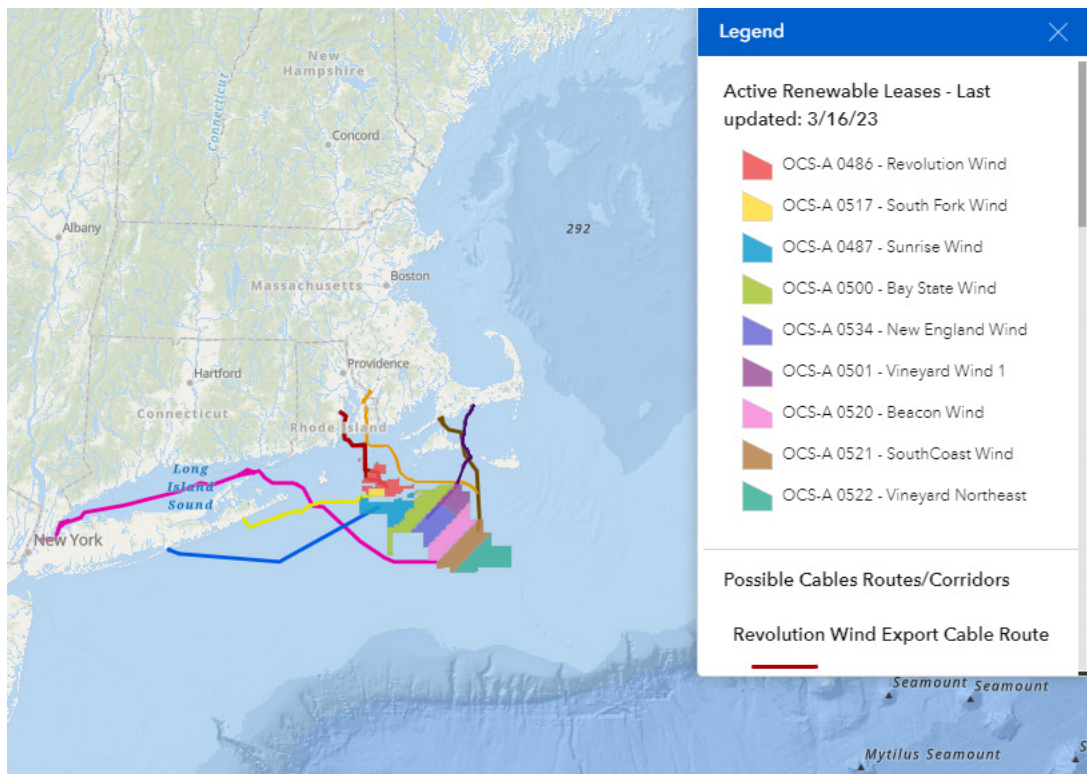 New
Hampshire
Connecticut
Concord
Albany
292
Boston
Massachusetts
Providence
Hartford
Connecticut
Rhode Island
Long
Island
Sound
New York
Legend
Active Renewable Leases - Last
updated: 3/16/23
OCS-A 0486 - Revolution Wind
OCS-A 0517 - South Fork Wind
OCS-A 0487 - Sunrise Wind
OCS-A 0500 - Bay State Wind
OCS-A 0534 - New England Wind
OCS-A 0501 - Vineyard Wind 1
OCS-A 0520 - Beacon Wind
OCS-A 0521 - SouthCoast Wind
OCS-A 0522 - Vineyard Northeast
Possible Cables Routes/Corridors
Revolution Wind Export Cable Route
Seamount
Seamount
Mytilus Seamount
S